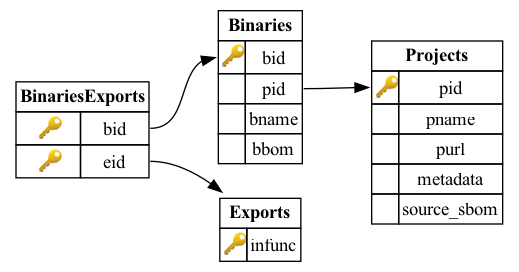 BinariesExports
bid
eid
Binaries
bid
pid
bname
bbom
Exports
infunc
Projects
pid
pname
purl
metadata
source_sbom